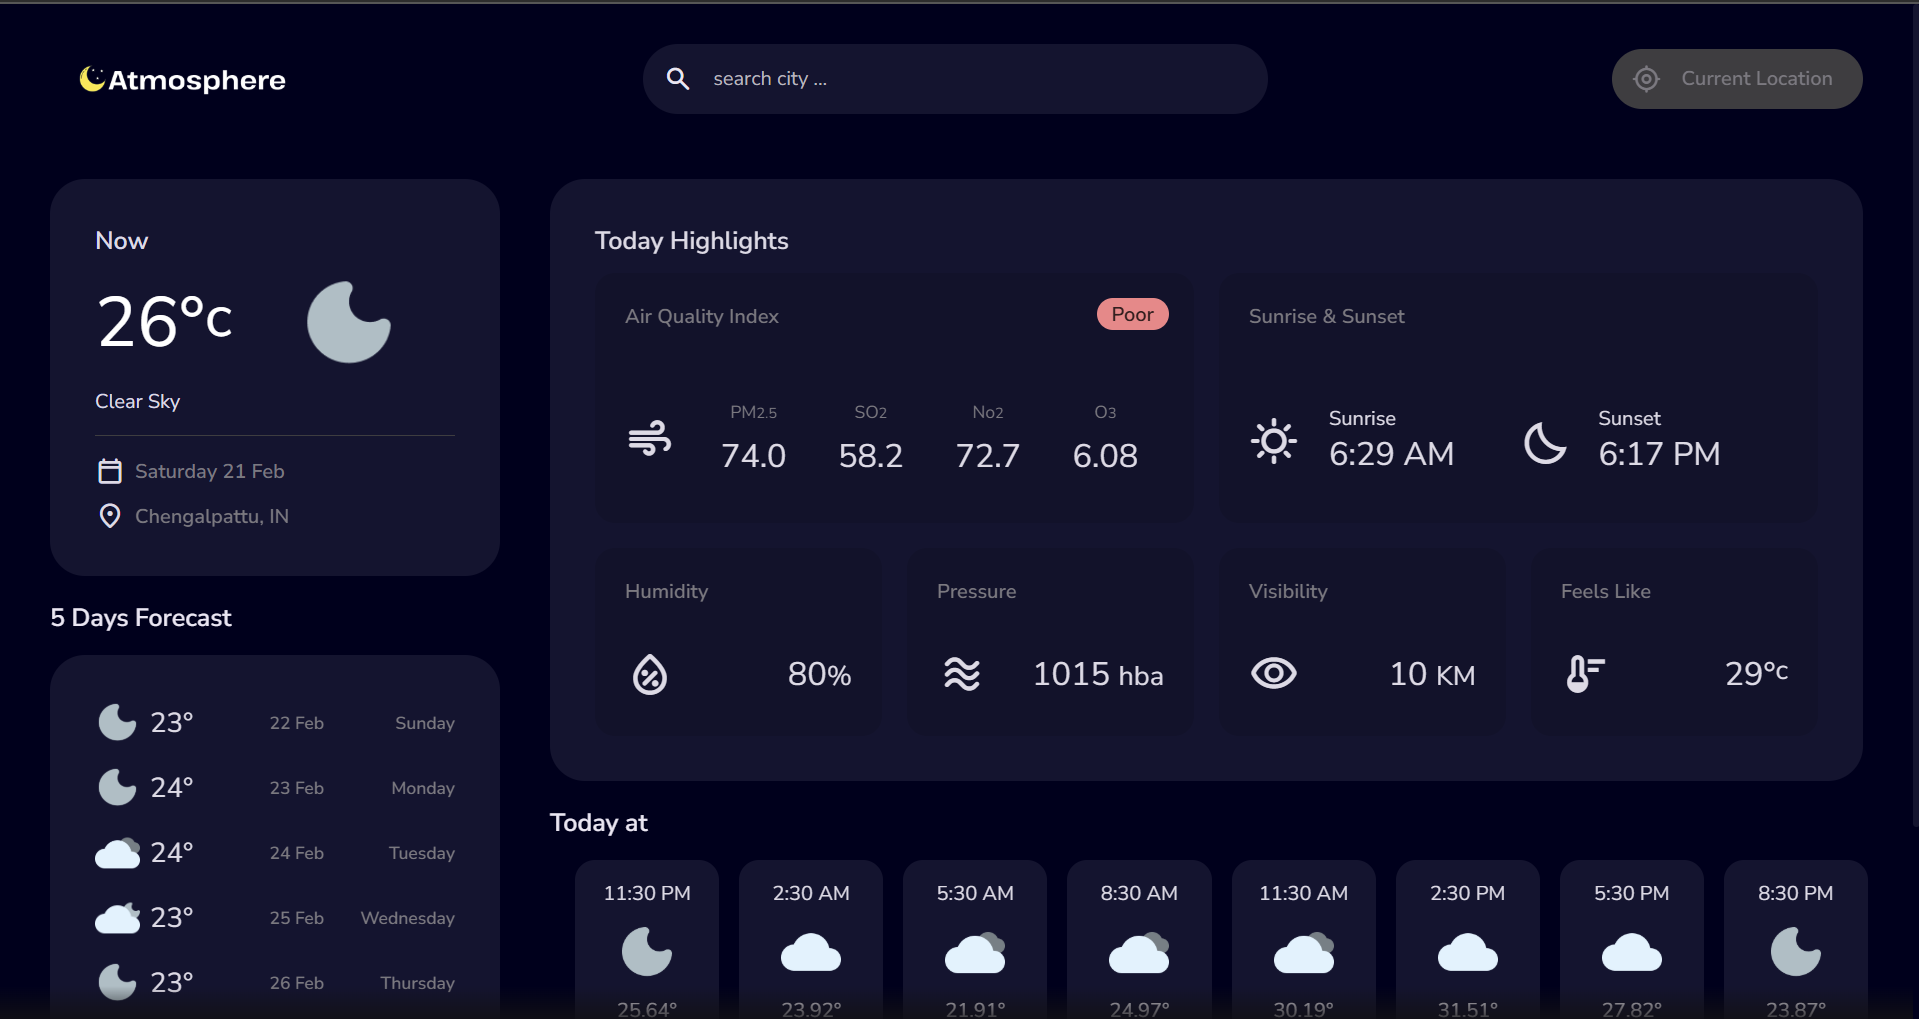 Atmosphere
search city ...
Current Location
Now
26°c
Clear Sky
Saturday 21 Feb
Chengalpattu, IN
5 Days Forecast
23° 22 Feb Sunday
24° 23 Feb Monday
24° 24 Feb Tuesday
23° 25 Feb Wednesday
23° 26 Feb Thursday
Today Highlights
Air Quality Index Poor
PM2.5 SO2 No2 O3
74.0 58.2 72.7 6.08
Sunrise & Sunset
Sunrise Sunset
6:29 AM 6:17 PM
Humidity
80%
Pressure
1015 hba
Visibility
10 KM
Feels Like
29°c
Today at
11:30 PM 2:30 AM 5:30 AM 8:30 AM 11:30 AM 2:30 PM 5:30 PM 8:30 PM
25.64° 23.92° 21.91° 24.97° 30.19° 31.51° 27.82° 23.87°